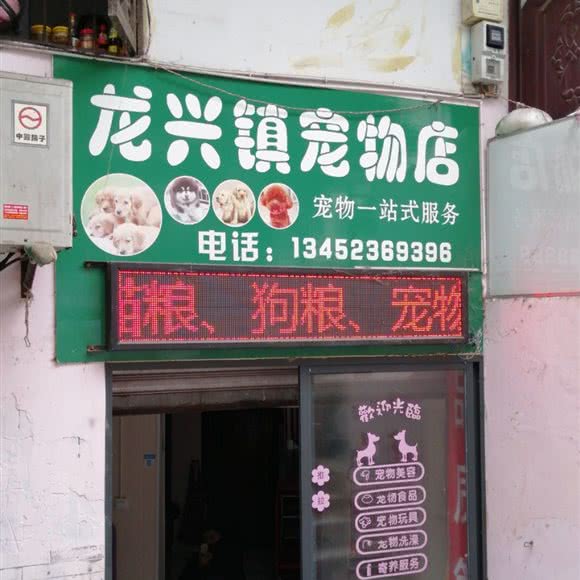 龙兴镇宠物店
宠物一站式服务
电话：13452369396
粮、狗粮、宠物
歡迎光臨
宠物美容
宠物食品
宠物玩具
宠物洗澡
寄养服务